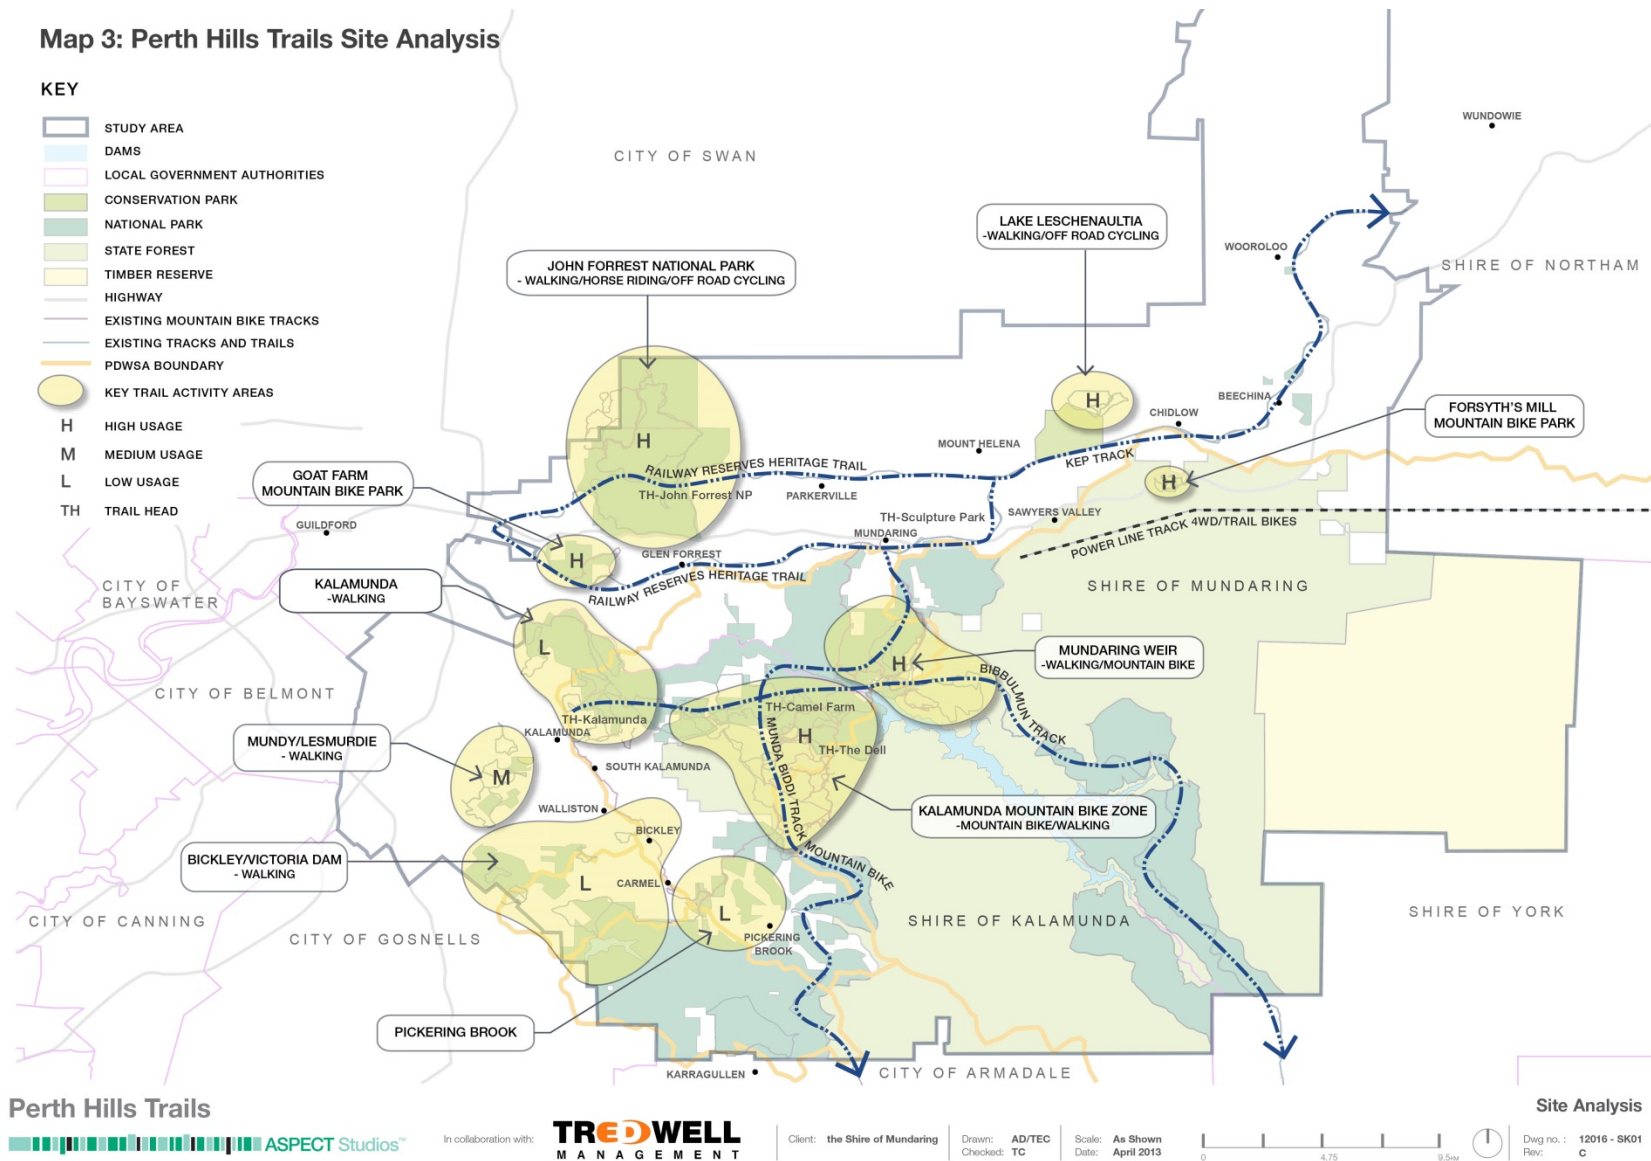 Map 3: Perth Hills Trails Site Analysis
KEY
STUDY AREA
DAMS
LOCAL GOVERNMENT AUTHORITIES
CONSERVATION PARK
NATIONAL PARK
STATE FOREST
TIMBER RESERVE
HIGHWAY
EXISTING MOUNTAIN BIKE TRACKS
EXISTING TRACKS AND TRAILS
PDWSA BOUNDARY
KEY TRAIL ACTIVITY AREAS
H HIGH USAGE
M MEDIUM USAGE
L LOW USAGE
TH TRAIL HEAD
CITY OF SWAN
WUNDOWIE
LAKE LESCHENAULTIA
-WALKING/OFF ROAD CYCLING
WOOROLOO
SHIRE OF NORTHAM
JOHN FORREST NATIONAL PARK
- WALKING/HORSE RIDING/OFF ROAD CYCLING
H
H
BEECHINA
CHIDLOW
FORSYTH'S MILL
MOUNTAIN BIKE PARK
MOUNT HELENA
KEP TRACK
RAILWAY RESERVES HERITAGE TRAIL
TH-John Forrest NP
PARKERVILLE
H
GOAT FARM
MOUNTAIN BIKE PARK
GUILDFORD
TH-Sculpture Park
MUNDARING
SAWYERS VALLEY
POWER LINE TRACK 4WD/TRAIL BIKES
H
GLEN FORREST
RAILWAY RESERVES HERITAGE TRAIL
SHIRE OF MUNDARING
CITY OF
BAYSWATER
KALAMUNDA
-WALKING
L
MUNDARING WEIR
-WALKING/MOUNTAIN BIKE
H
BIBBULMUN TRACK
CITY OF BELMONT
TH-Kalamunda
KALAMUNDA
TH-Camel Farm
H
TH-The Dell
MUNDA BIDDI TRACK MOUNTAIN BIKE
MUNDY/LESMURDIE
- WALKING
M
SOUTH KALAMUNDA
WALLISTON
KALAMUNDA MOUNTAIN BIKE ZONE
-MOUNTAIN BIKE/WALKING
BICKLEY
BICKLEY/VICTORIA DAM
- WALKING
L
CARMEL
L
PICKERING
BROOK
CITY OF CANNING
CITY OF GOSNELLS
SHIRE OF KALAMUNDA
SHIRE OF YORK
PICKERING BROOK
KARRAGULLEN
CITY OF ARMADALE
Perth Hills Trails
Site Analysis
ASPECT Studios™
In collaboration with:
TREDWELL
MANAGEMENT
Client: the Shire of Mundaring
Drawn: AD/TEC
Checked: TC
Scale: As Shown
Date: April 2013
0 4.75 9.5KM
Dwg no. : 12016 - SK01
Rev: C